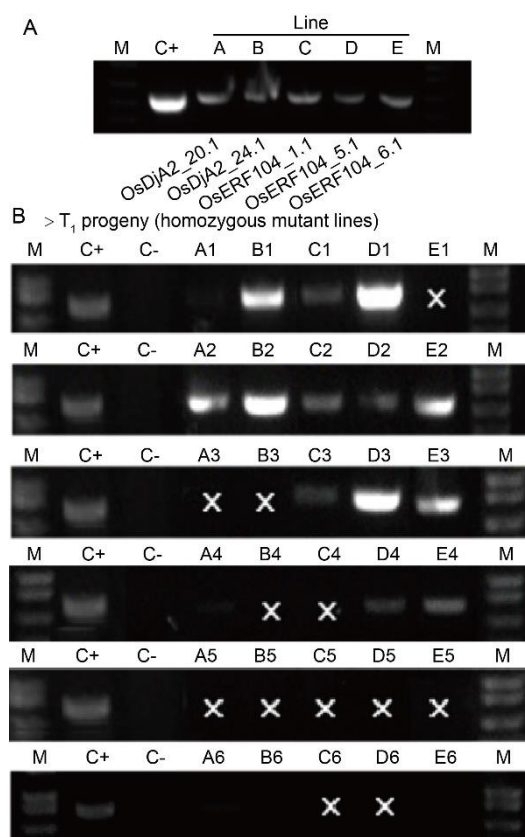 A
Line
M C+ A B C D E M
OsDjA2_20.1
OsDjA2_24.1
OsERF104_1.1
OsERF104_5.1
OsERF104_6.1
B > T1 progeny (homozygous mutant lines)
M C+ C- A1 B1 C1 D1 E1 M
X
M C+ C- A2 B2 C2 D2 E2 M
M C+ C- A3 B3 C3 D3 E3 M
X X
M C+ C- A4 B4 C4 D4 E4 M
X X
M C+ C- A5 B5 C5 D5 E5 M
X X X X X
M C+ C- A6 B6 C6 D6 E6 M
X X